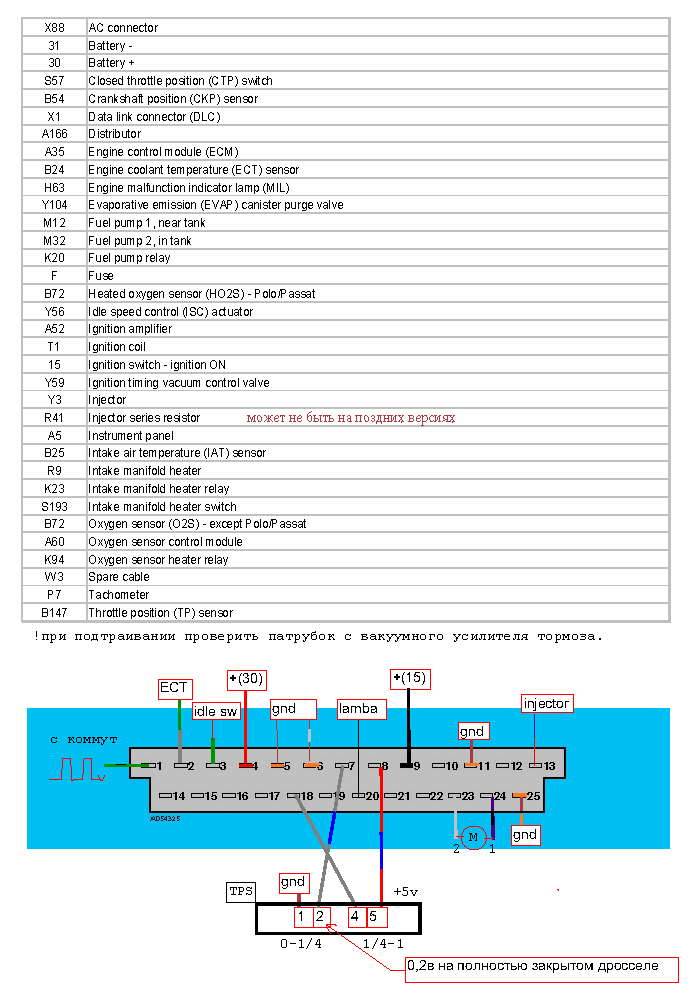 X88 AC connector
31 Battery -
30 Battery +
S57 Closed throttle position (CTP) switch
B54 Crankshaft position (CKP) sensor
X1 Data link connector (DLC)
A166 Distributor
A35 Engine control module (ECM)
B24 Engine coolant temperature (ECT) sensor
H63 Engine malfunction indicator lamp (MIL)
Y104 Evaporative emission (EVAP) canister purge valve
M12 Fuel pump 1, near tank
M32 Fuel pump 2, in tank
K20 Fuel pump relay
F Fuse
B72 Heated oxygen sensor (HO2S) - Polo/Passat
Y56 Idle speed control (ISC) actuator
A52 Ignition amplifier
T1 Ignition coil
15 Ignition switch - ignition ON
Y59 Ignition timing vacuum control valve
Y3 Injector
R41 Injector series resistor может не быть на поздних версиях
A5 Instrument panel
B25 Intake air temperature (IAT) sensor
R9 Intake manifold heater
K23 Intake manifold heater relay
S193 Intake manifold heater switch
B72 Oxygen sensor (O2S) - except Polo/Passat
A60 Oxygen sensor control module
K94 Oxygen sensor heater relay
W3 Spare cable
P7 Tachometer
B147 Throttle position (TP) sensor
!при подтраивании проверить патрубок с вакуумного усилителя тормоза.
+(30) +(15)
ECT
idle sw gnd lamba injector
gnd
с коммут
1 2 3 4 5 6 7 8 9 10 11 12 13
14 15 16 17 18 19 20 21 22 23 24 25
AD54325
M gnd
2 1
gnd +5v
TPS
1 2 4 5
0-1/4 1/4-1
0,2в на полностью закрытом дросселе